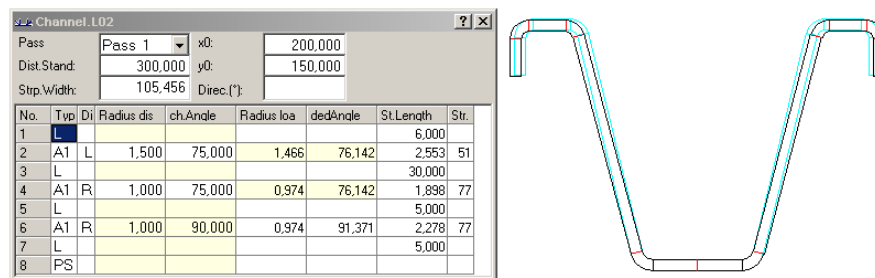 Channel.L02
Pass Pass 1 x0: 200,000
Dist.Stand: 300,000 y0: 150,000
Strp.Width: 105,456 Direc.(°):
No. Typ Di Radius dis ch.Angle Radius loa dedAngle St.Length Str.
1 L 6,000
2 A1 L 1,500 75,000 1,466 76,142 2,553 51
3 L 30,000
4 A1 R 1,000 75,000 0,974 76,142 1,898 77
5 L 5,000
6 A1 R 1,000 90,000 0,974 91,371 2,278 77
7 L 5,000
8 PS